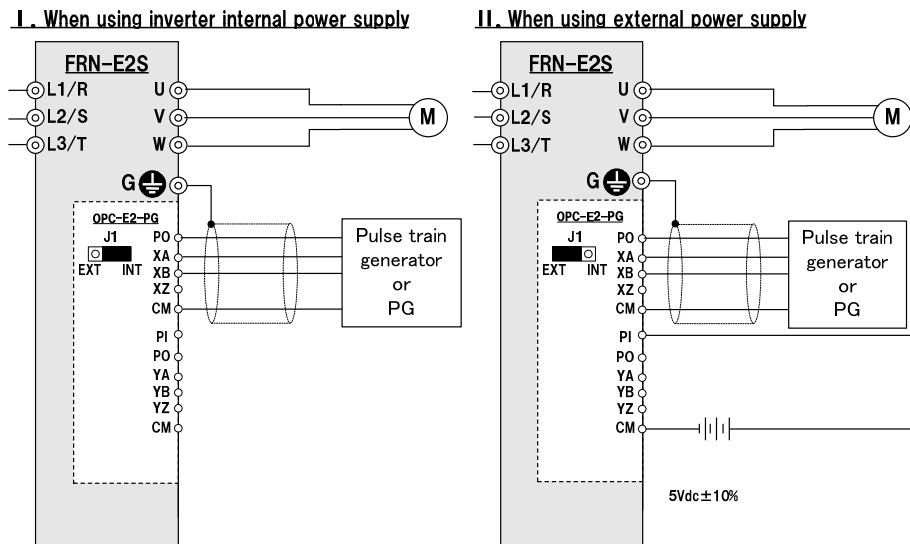 I. When using inverter internal power supply
FRN-E2S
L1/R
L2/S
L3/T
U
V
W
M
G
OPC-E2-PG
J1
EXT INT
PO
XA
XB
XZ
CM
PI
PO
YA
YB
YZ
CM
Pulse train
generator
or
PG
II. When using external power supply
FRN-E2S
L1/R
L2/S
L3/T
U
V
W
M
G
OPC-E2-PG
J1
EXT INT
PO
XA
XB
XZ
CM
PI
PO
YA
YB
YZ
CM
Pulse train
generator
or
PG
5Vdc±10%